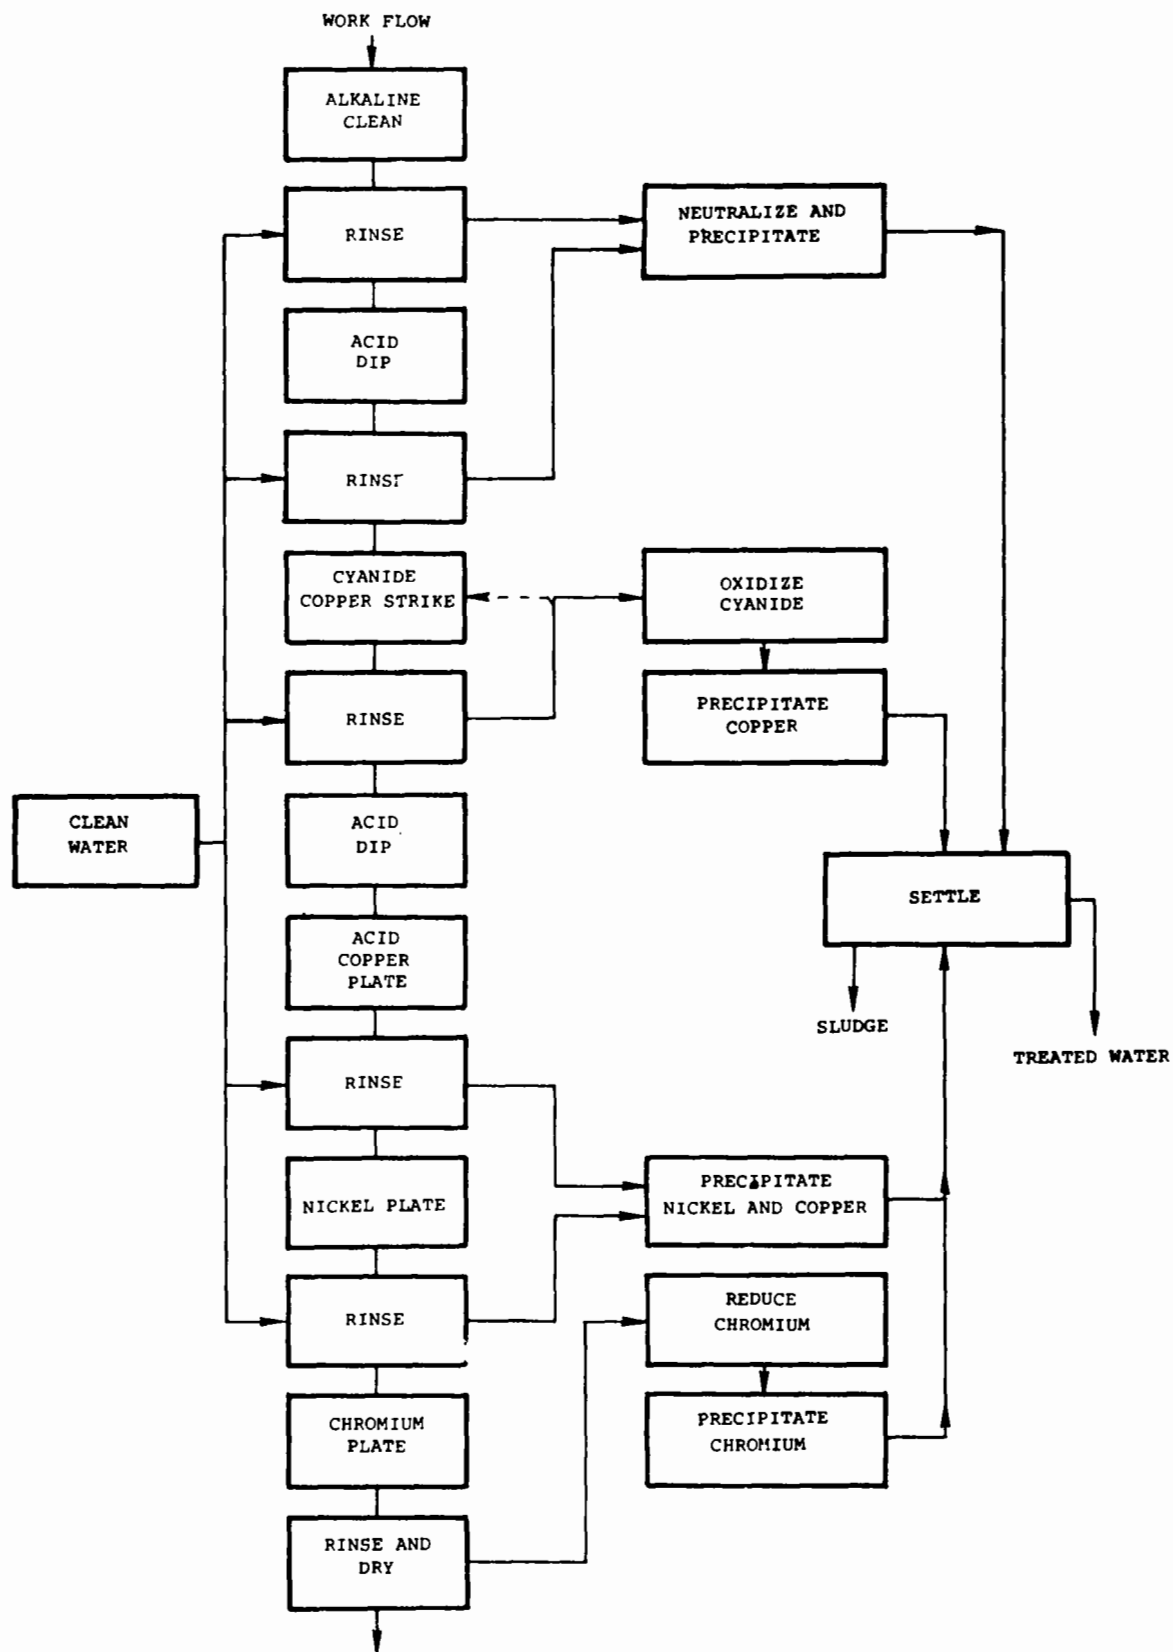 WORK FLOW
ALKALINE
CLEAN
RINSE
NEUTRALIZE AND
PRECIPITATE
ACID
DIP
RINSE
CYANIDE
COPPER STRIKE
OXIDIZE
CYANIDE
RINSE
PRECIPITATE
COPPER
CLEAN
WATER
ACID
DIP
SETTLE
ACID
COPPER
PLATE
SLUDGE
TREATED WATER
RINSE
NICKEL PLATE
PRECIPITATE
NICKEL AND COPPER
RINSE
REDUCE
CHROMIUM
CHROMIUM
PLATE
PRECIPITATE
CHROMIUM
RINSE AND
DRY